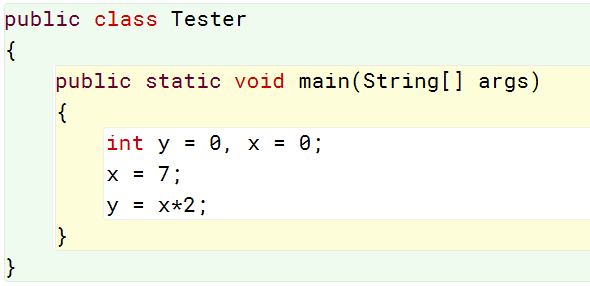 public class Tester
{
    public static void main(String[] args)
    {
        int y = 0, x = 0;
        x = 7;
        y = x*2;
    }
}